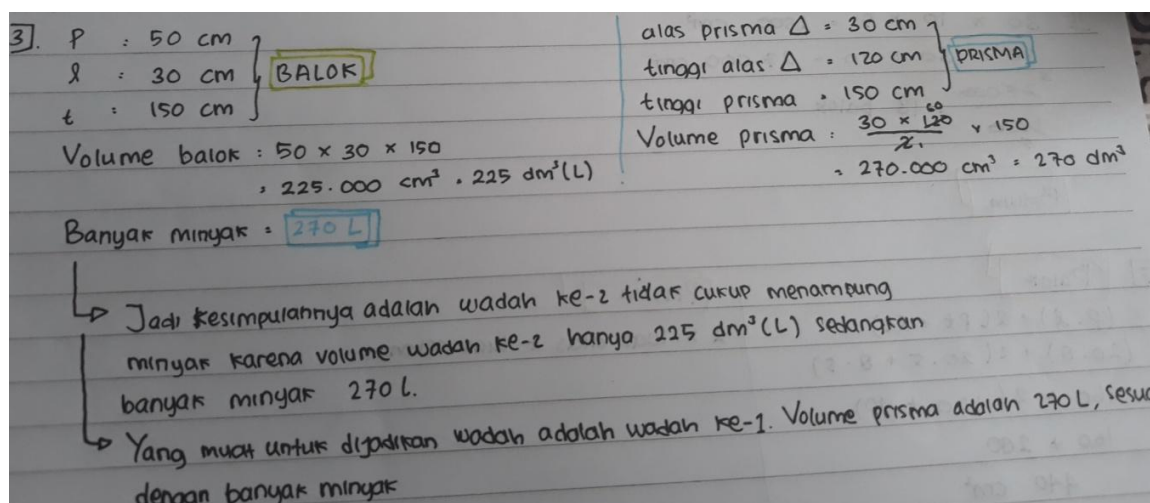 3. P : 50 cm
l : 30 cm
t : 150 cm
BALOK
Volume balok : 50 × 30 × 150
= 225.000 cm³ = 225 dm³(L)
alas prisma Δ = 30 cm
tinggi alas Δ = 120 cm
tinggi prisma = 150 cm
PRISMA
Volume prisma : 30 × 120 60 / 2 1 × 150
= 270.000 cm³ = 270 dm³
Banyak minyak = 270 L
Jadi kesimpulannya adalah wadah ke-2 tidak cukup menampung
minyak karena volume wadah ke-2 hanya 225 dm³(L) sedangkan
banyak minyak 270 L.
Yang muat untuk dijadikan wadah adalah wadah ke-1. Volume prisma adalah 270 L, sesua
dengan banyak minyak